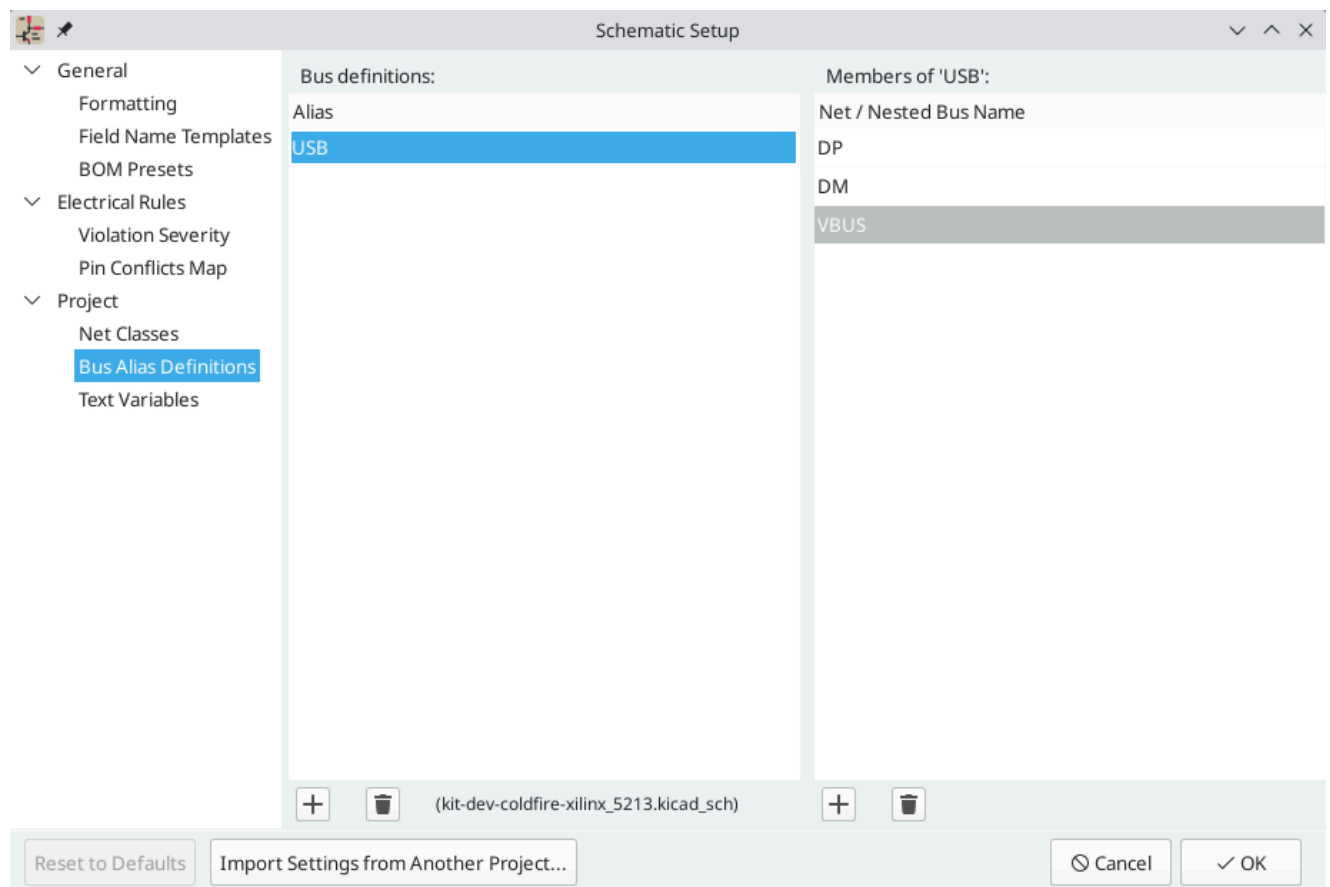 Schematic Setup
General
Formatting
Field Name Templates
BOM Presets
Electrical Rules
Violation Severity
Pin Conflicts Map
Project
Net Classes
Bus Alias Definitions
Text Variables
Bus definitions:
Alias
USB
(kit-dev-coldfire-xilinx_5213.kicad_sch)
Members of 'USB':
Net / Nested Bus Name
DP
DM
VBUS
Reset to Defaults
Import Settings from Another Project...
Cancel
OK